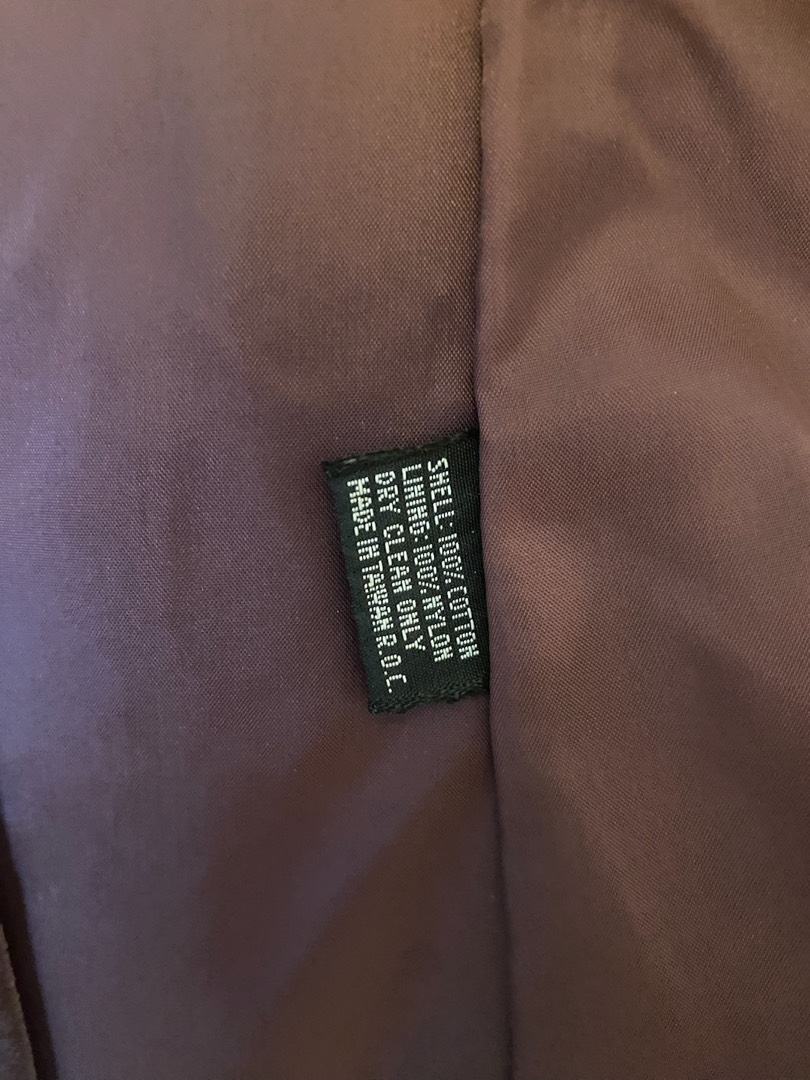 SHELL: 100% COTTON
LINING: 100% NYLON
DRY CLEAN ONLY
MADE IN TAIWAN R.O.C.